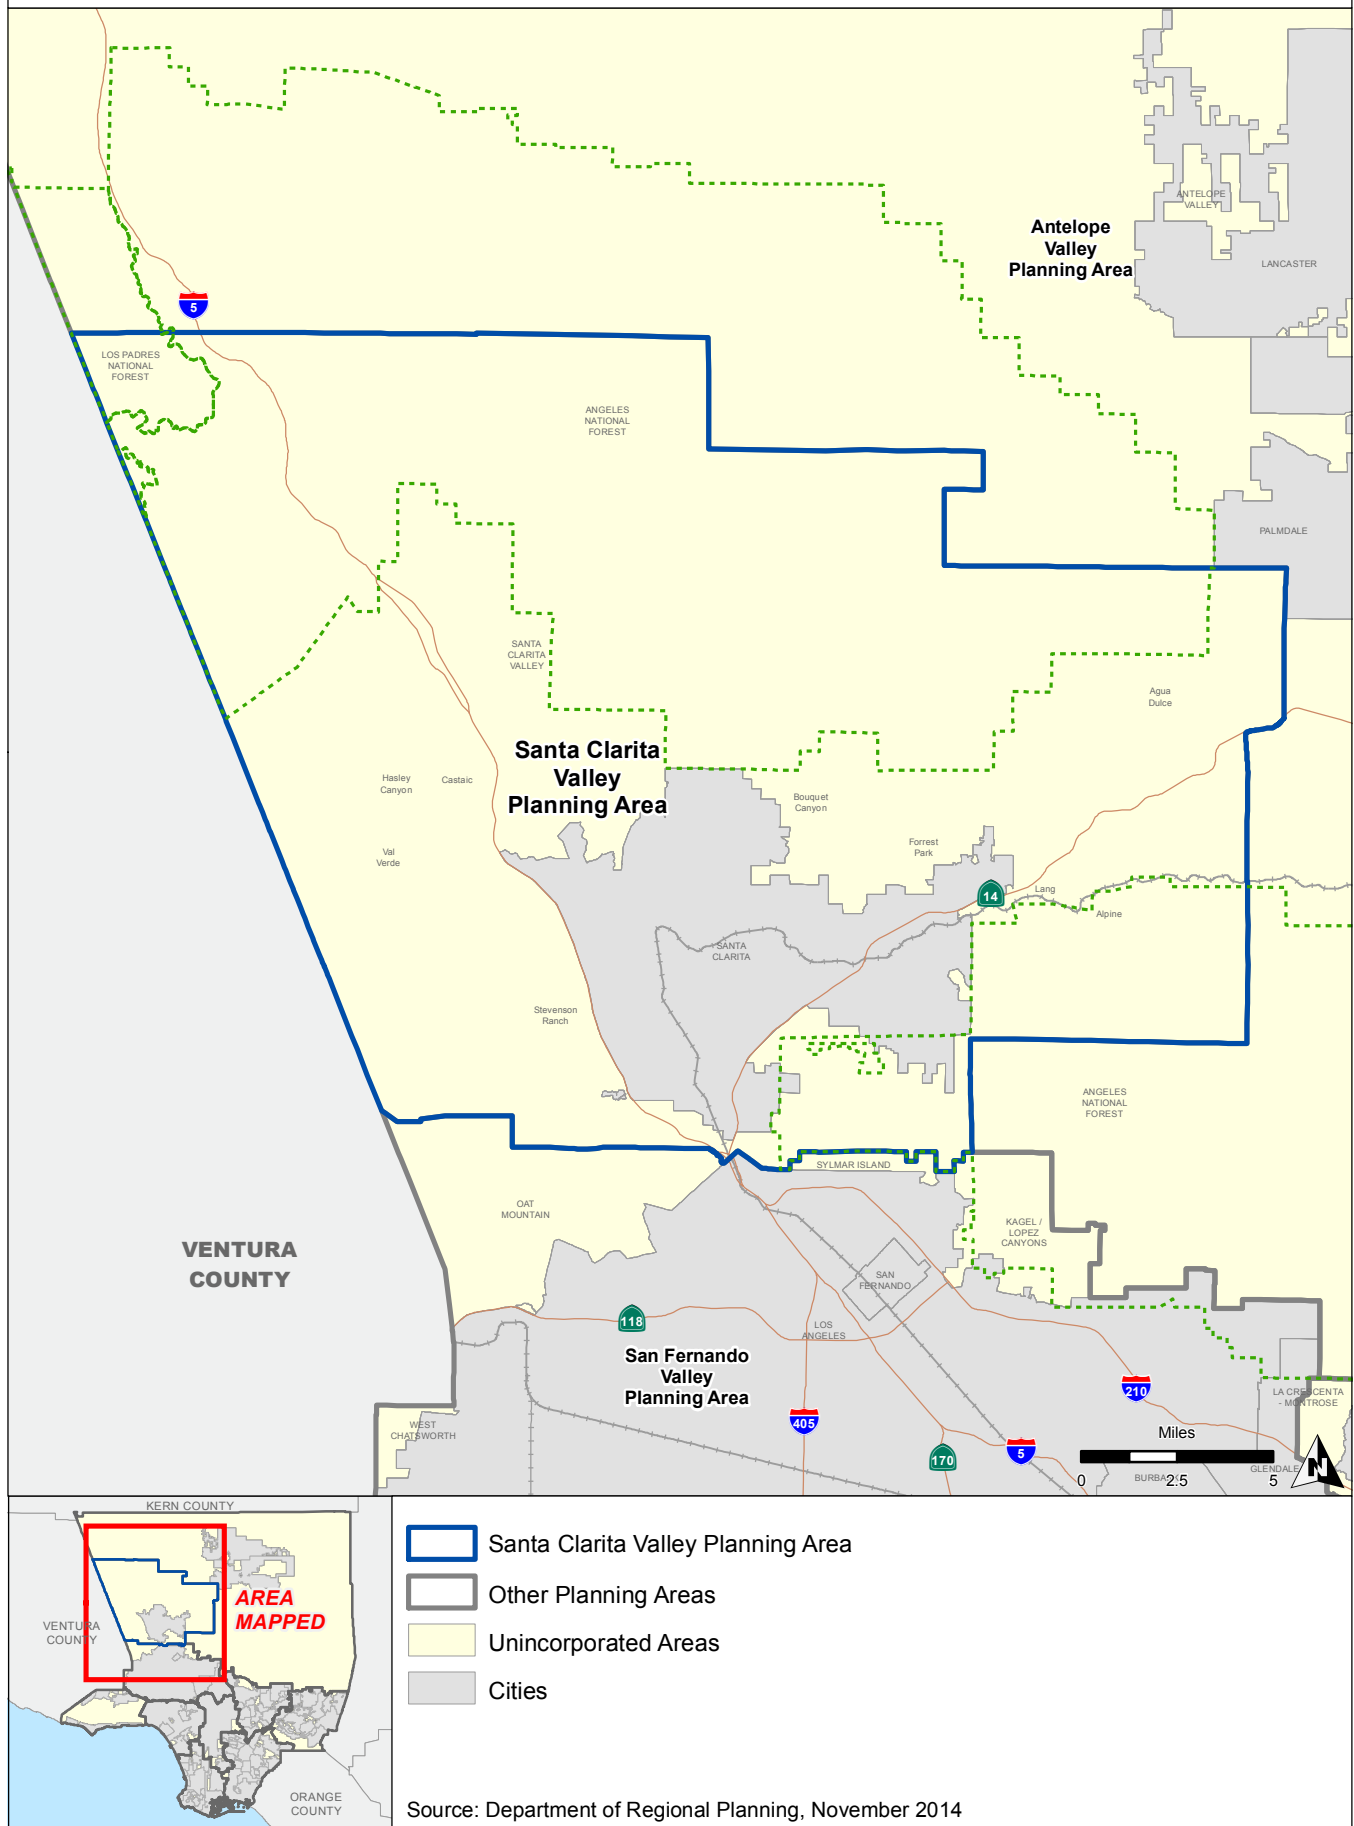 ANTELOPE
VALLEY
Antelope
Valley
Planning Area
LANCASTER
5
LOS PADRES
NATIONAL
FOREST
ANGELES
NATIONAL
FOREST
PALMDALE
SANTA
CLARITA
VALLEY
Agua
Dulce
Santa Clarita
Valley
Planning Area
Hasley
Canyon
Castaic
Bouquet
Canyon
Val
Verde
Forrest
Park
14
Lang
Alpine
SANTA
CLARITA
Stevenson
Ranch
ANGELES
NATIONAL
FOREST
SYLMAR ISLAND
OAT
MOUNTAIN
KAGEL /
LOPEZ
CANYONS
VENTURA
COUNTY
SAN
FERNANDO
118
LOS
ANGELES
San Fernando
Valley
Planning Area
210
LA CRESCENTA
- MONTROSE
405
WEST
CHATSWORTH
170
5
Miles
0 2.5 5
N
BURBANK
GLENDALE
KERN COUNTY
AREA
MAPPED
VENTURA
COUNTY
ORANGE
COUNTY
Santa Clarita Valley Planning Area
Other Planning Areas
Unincorporated Areas
Cities
Source: Department of Regional Planning, November 2014